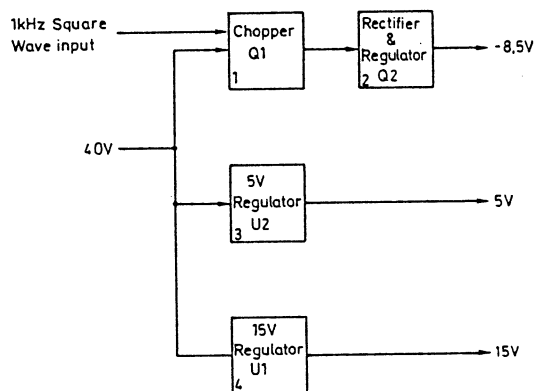 1kHz Square
Wave input
Chopper
Q1
1
Rectifier
&
Regulator
Q2
2
-8,5V
40V
5V
Regulator
U2
3
5V
15V
Regulator
U1
4
15V